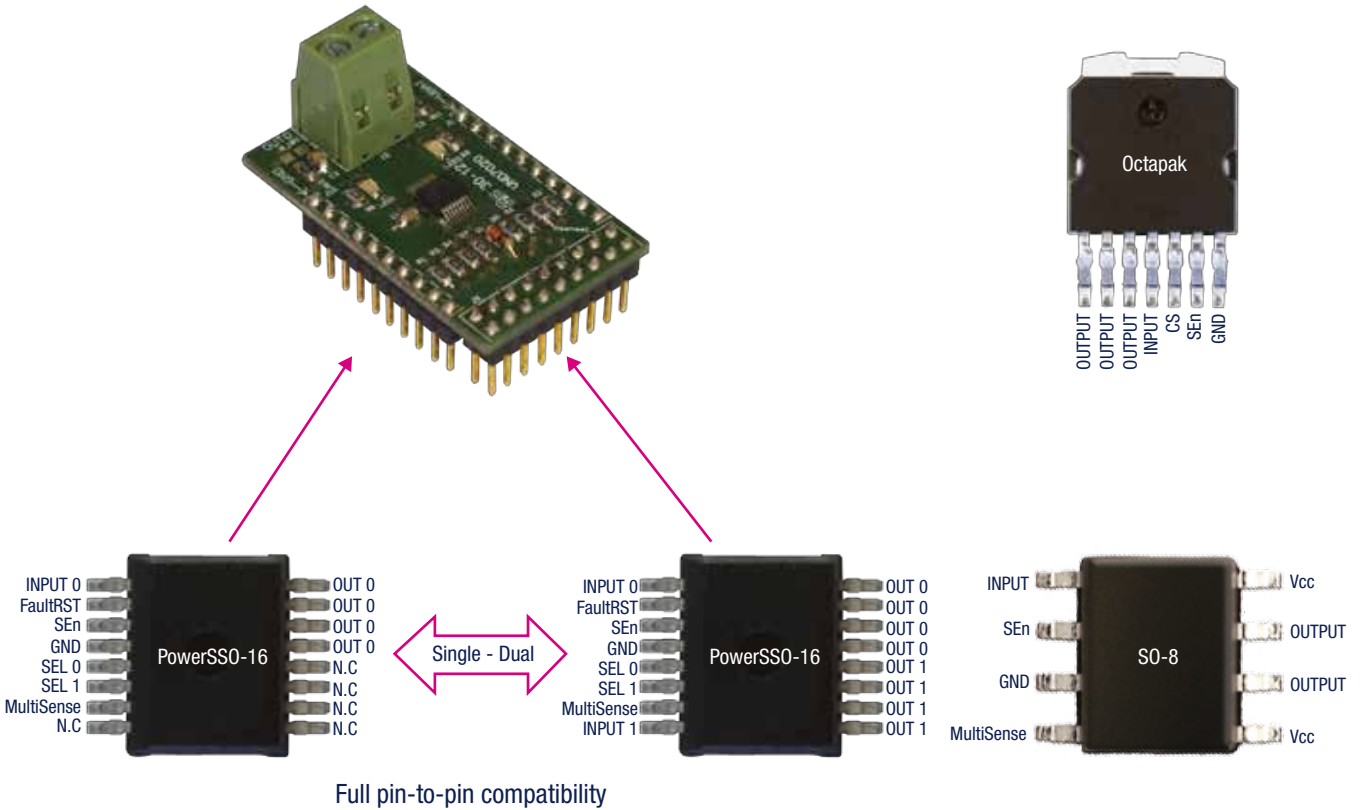 Octapak
OUTPUT
OUTPUT
OUTPUT
INPUT
CS
SEn
GND
INPUT 0
FaultRST
SEn
GND
SEL 0
SEL 1
MultiSense
N.C
PowerSSO-16
OUT 0
OUT 0
OUT 0
OUT 0
N.C
N.C
N.C
N.C
Single - Dual
INPUT 0
FaultRST
SEn
GND
SEL 0
SEL 1
MultiSense
INPUT 1
PowerSSO-16
OUT 0
OUT 0
OUT 0
OUT 0
OUT 1
OUT 1
OUT 1
OUT 1
INPUT
SEn
GND
MultiSense
SO-8
Vcc
OUTPUT
OUTPUT
Vcc
Full pin-to-pin compatibility